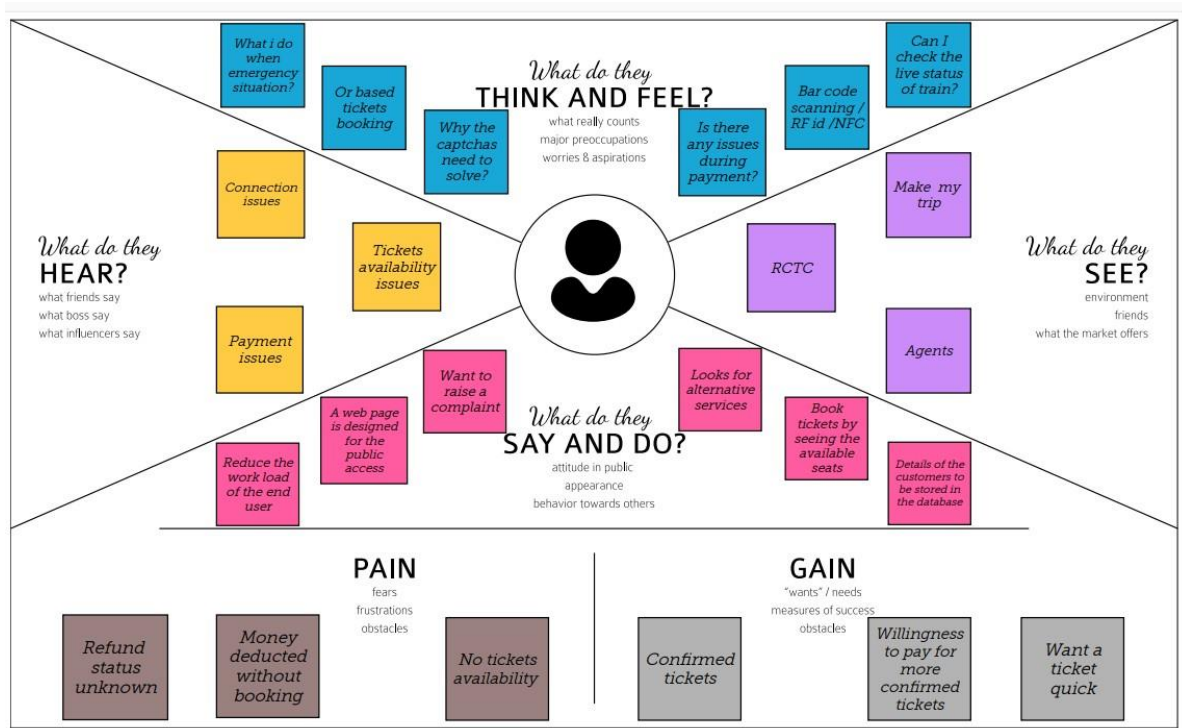 What i do
when
emergency
situation?
Or based
tickets
booking
Why the
captchas
need to
solve?
What do they
THINK AND FEEL?
what really counts
major preoccupations
worries & aspirations
Is there
any issues
during
payment?
Bar code
scanning /
RF id /NFC
Can I
check the
live status
of train?
What do they
HEAR?
what friends say
what boss say
what influencers say
Connection
issues
Tickets
availability
issues
Payment
issues
RCTC
Make my
trip
Agents
What do they
SEE?
environment
friends
what the market offers
Reduce the
work load
of the end
user
A web page
is designed
for the
public
access
Want to
raise a
complaint
What do they
SAY AND DO?
attitude in public
appearance
behavior towards others
Looks for
alternative
services
Book
tickets by
seeing the
available
seats
Details of the
customers to
be stored in
the database
PAIN
fears
frustrations
obstacles
Refund
status
unknown
Money
deducted
without
booking
No tickets
availability
GAIN
"wants" / needs
measures of success
obstacles
Confirmed
tickets
Willingness
to pay for
more
confirmed
tickets
Want a
ticket
quick